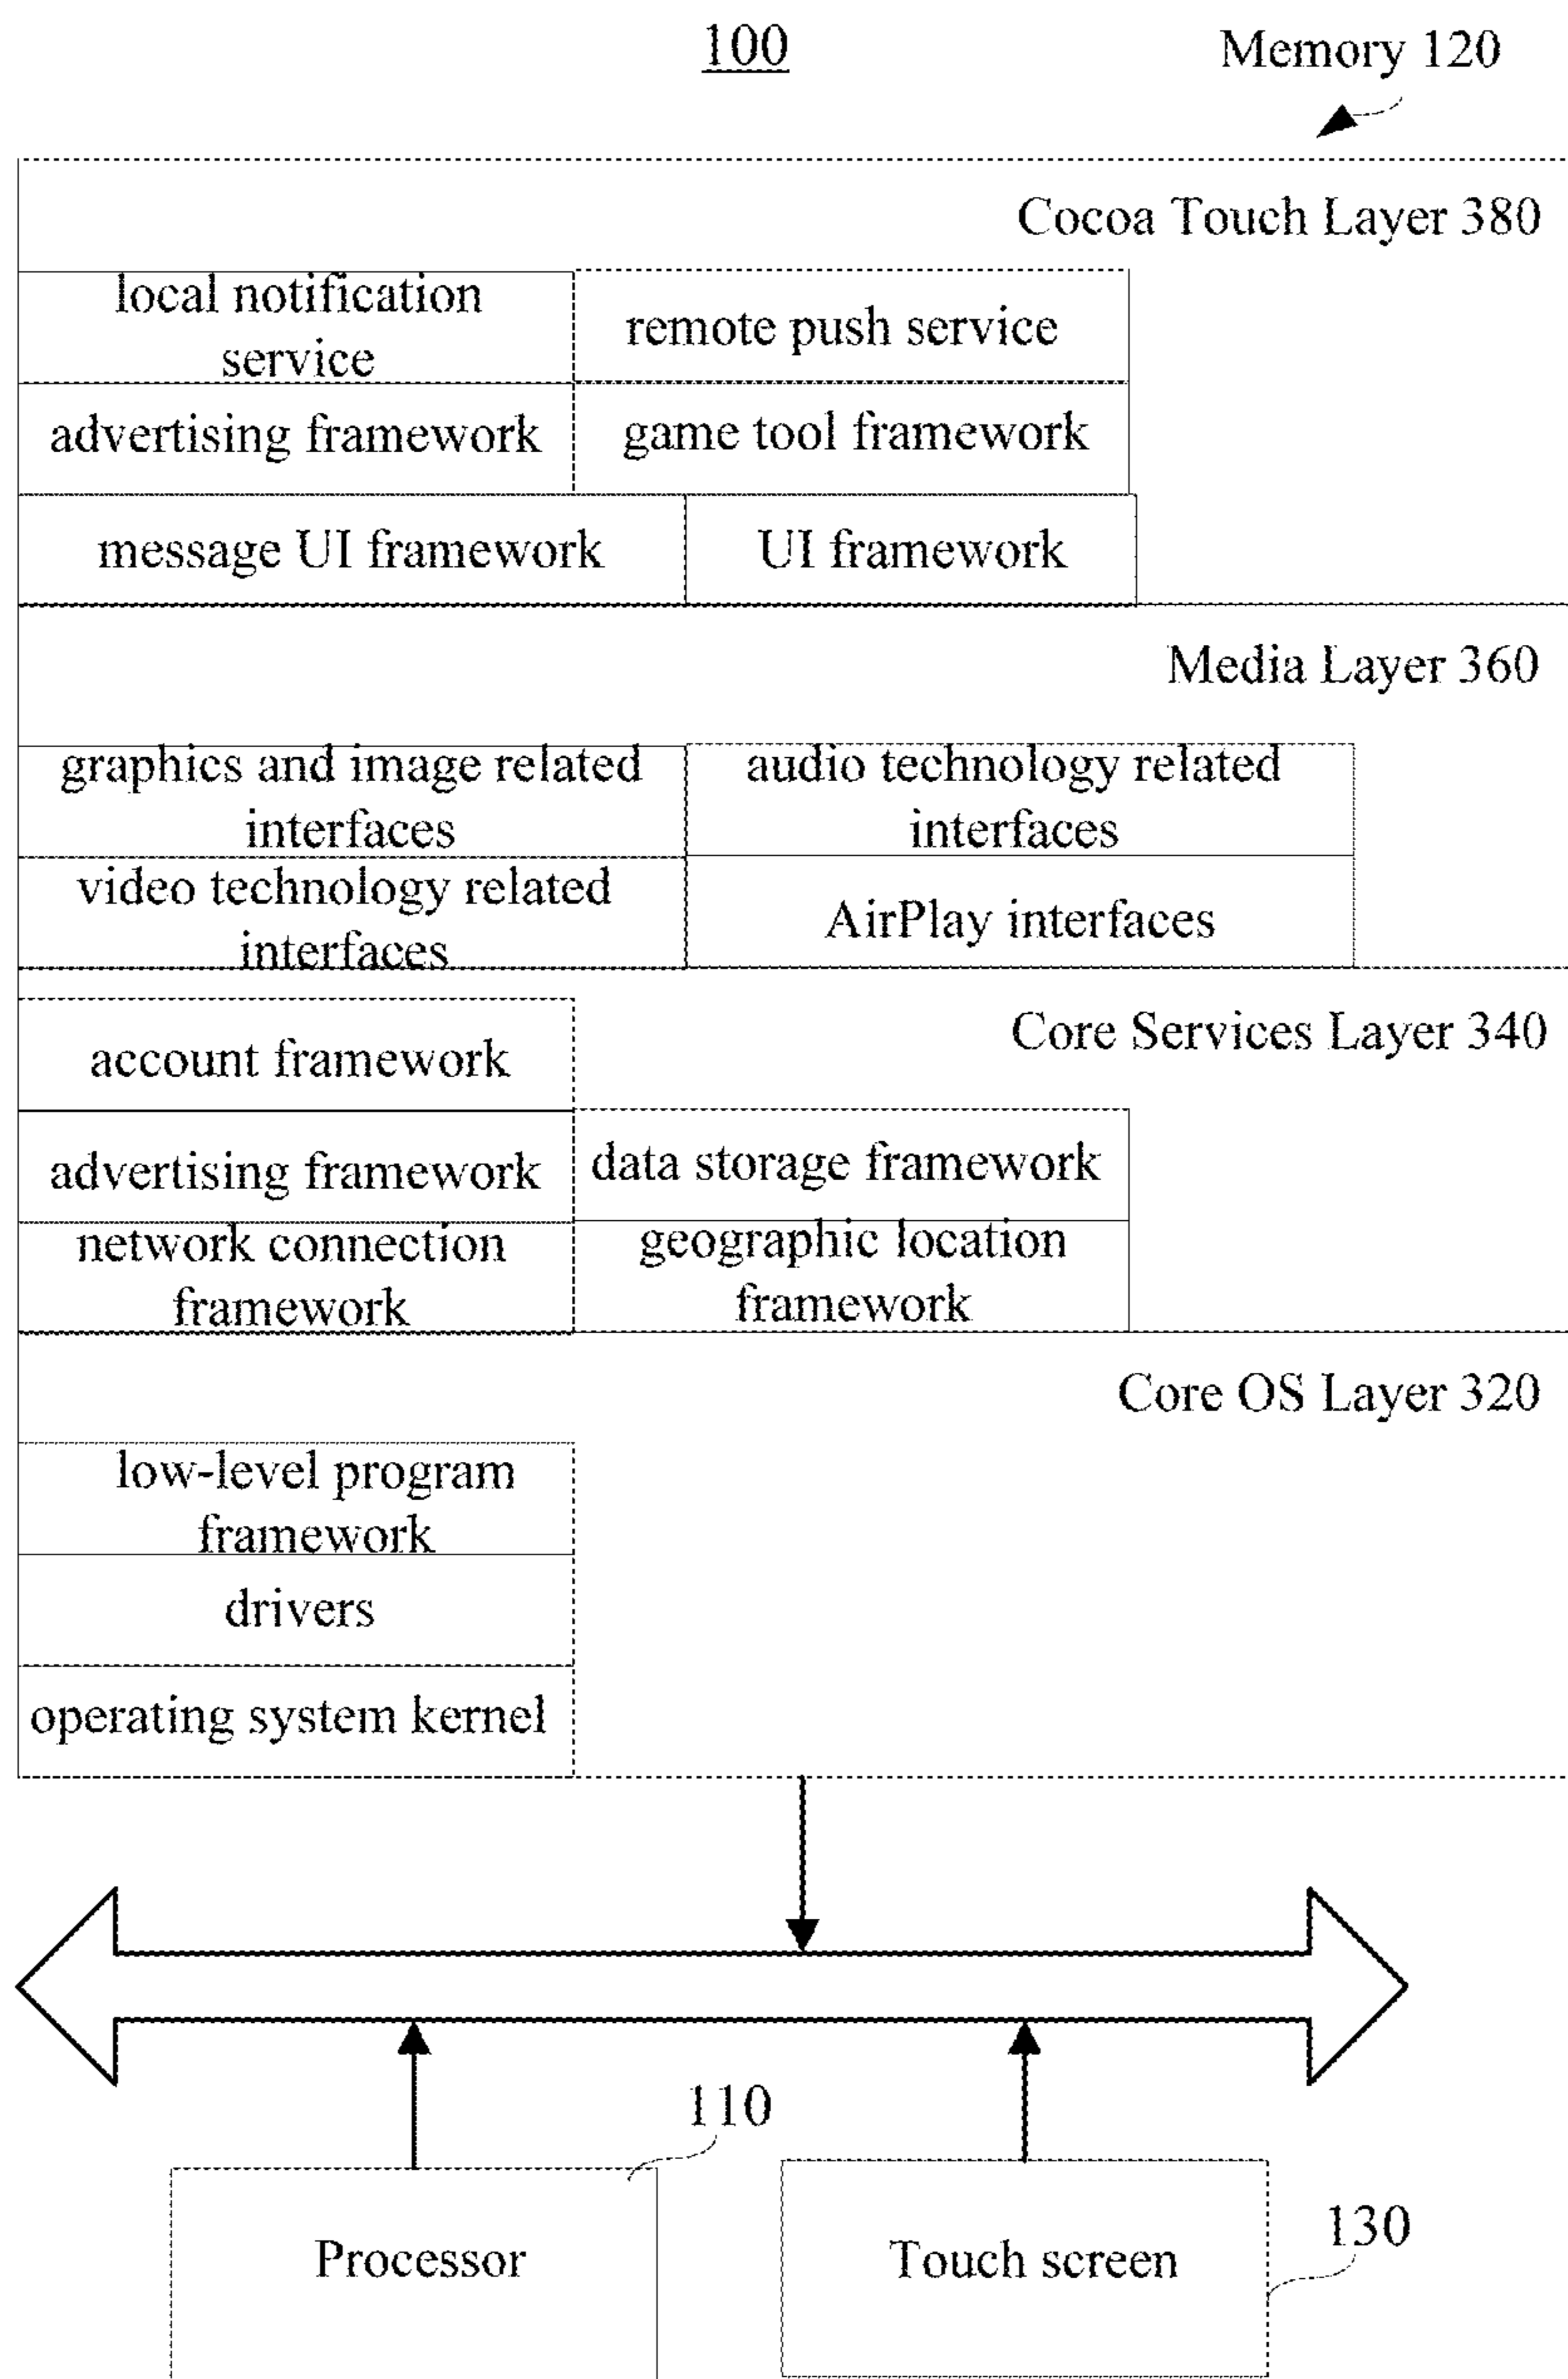 100
Memory 120
Cocoa Touch Layer 380
local notification
service
remote push service
advertising framework
game tool framework
message UI framework
UI framework
Media Layer 360
graphics and image related
interfaces
audio technology related
interfaces
video technology related
interfaces
AirPlay interfaces
Core Services Layer 340
account framework
advertising framework
data storage framework
network connection
framework
geographic location
framework
Core OS Layer 320
low-level program
framework
drivers
operating system kernel
110
Processor
Touch screen
130